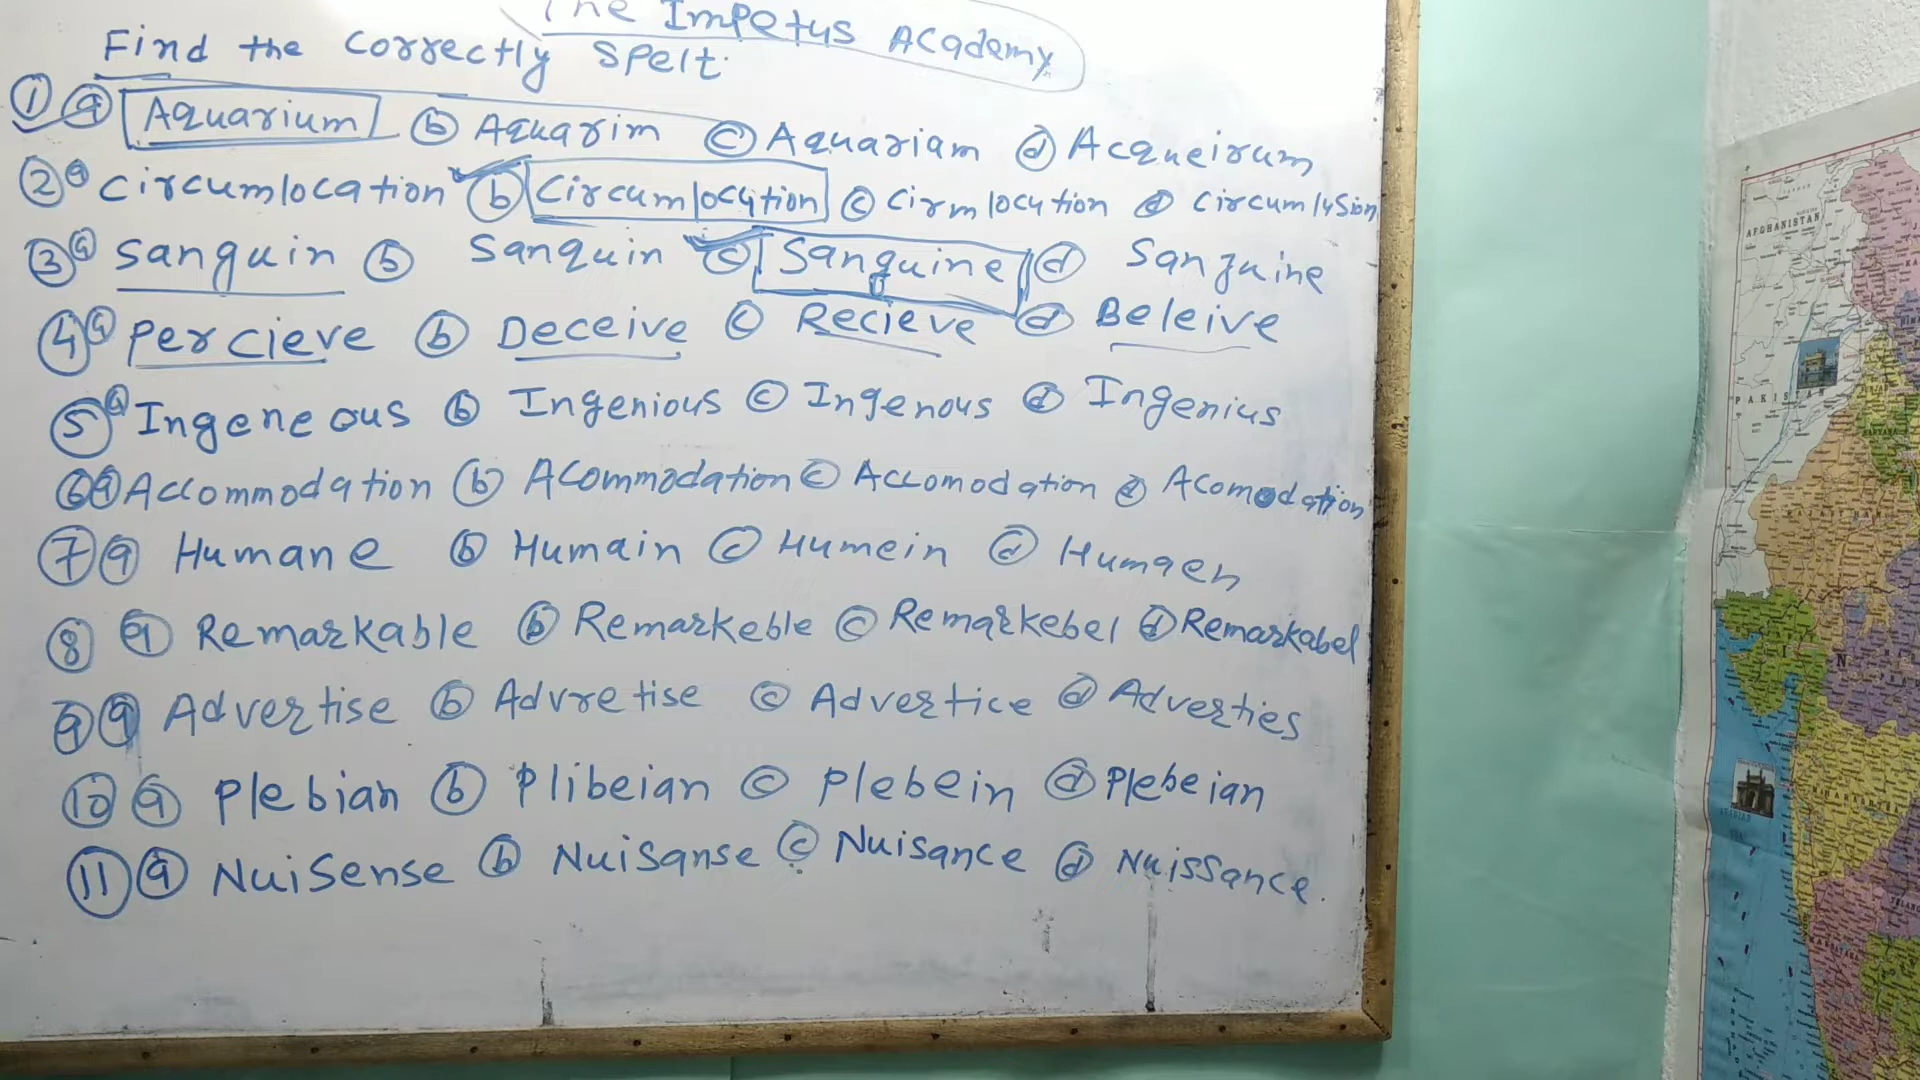 The Impetus Academy
Find the correctly spelt.
① ⓐ Aquarium ⓑ Aquarim ⓒ Aquariam ⓓ Acqueirum
② ⓐ circumlocation ⓑ Circumlocution ⓒ Cirmlocution ⓓ Circumlusion
③ ⓐ Sanguin ⓑ Sanquin ⓒ Sanguine ⓓ Sanzuine
④ ⓐ percieve ⓑ Deceive ⓒ Recieve ⓓ Beleive
⑤ ⓐ Ingeneous ⓑ Ingenious ⓒ Ingenous ⓓ Ingenius
⑥ ⓐ Accommodation ⓑ Acommodation ⓒ Accomodation ⓓ Acomodation
⑦ ⓐ Humane ⓑ Humain ⓒ Humein ⓓ Humaen
⑧ ⓐ Remarkable ⓑ Remarkeble ⓒ Remarkebel ⓓ Remarkabel
⑨ ⓐ Advertise ⓑ Advretise ⓒ Advertice ⓓ Adverties
⑩ ⓐ Plebian ⓑ Plibeian ⓒ Plebein ⓓ Plebeian
⑪ ⓐ NuiSense ⓑ NuiSanse ⓒ Nuisance ⓓ Nuissance.
AFGHANISTAN
PAKISTAN